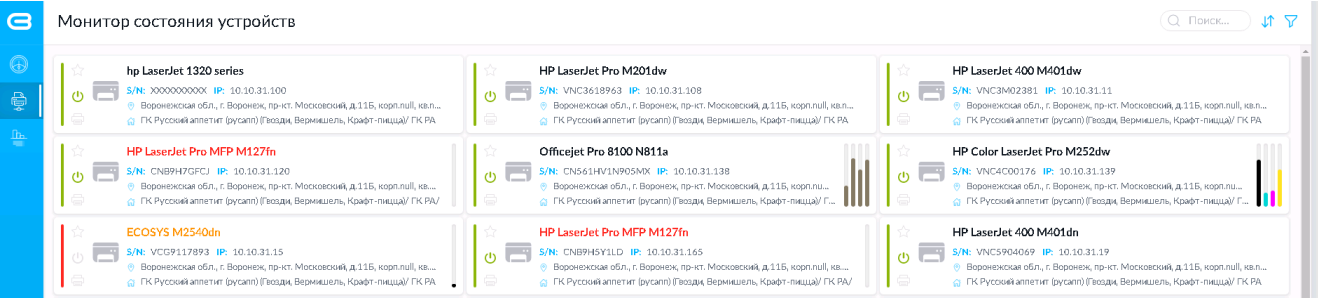 Монитор состояния устройств
Поиск...
hp LaserJet 1320 series
S/N: XXXXXXXXXX IP: 10.10.31.100
Воронежская обл., г. Воронеж, пр-кт. Московский, д.11Б, корп.null, кв.n...
ГК Русский аппетит (русапп) (Гвозди, Вермишель, Крафт-пицца)/ ГК РА
HP LaserJet Pro M201dw
S/N: VNC3618963 IP: 10.10.31.108
Воронежская обл., г. Воронеж, пр-кт. Московский, д.11Б, корп.null, кв.n...
ГК Русский аппетит (русапп) (Гвозди, Вермишель, Крафт-пицца)/ ГК РА
HP LaserJet 400 M401dw
S/N: VNC3M02381 IP: 10.10.31.11
Воронежская обл., г. Воронеж, пр-кт. Московский, д.11Б, корп.null, кв.n...
ГК Русский аппетит (русапп) (Гвозди, Вермишель, Крафт-пицца)/ ГК РА
HP LaserJet Pro MFP M127fn
S/N: CNB9H7GFCJ IP: 10.10.31.120
Воронежская обл., г. Воронеж, пр-кт. Московский, д.11Б, корп.null, кв....
ГК Русский аппетит (русапп) (Гвозди, Вермишель, Крафт-пицца)/ ГК РА/
Officejet Pro 8100 N811a
S/N: CN561HV1N905MX IP: 10.10.31.138
Воронежская обл., г. Воронеж, пр-кт. Московский, д.11Б, корп.nu...
ГК Русский аппетит (русапп) (Гвозди, Вермишель, Крафт-пицца)/ Г...
HP Color LaserJet Pro M252dw
S/N: VNC4C00176 IP: 10.10.31.139
Воронежская обл., г. Воронеж, пр-кт. Московский, д.11Б, корп.nu...
ГК Русский аппетит (русапп) (Гвозди, Вермишель, Крафт-пицца)/ Г...
ECOSYS M2540dn
S/N: VCG9117893 IP: 10.10.31.15
Воронежская обл., г. Воронеж, пр-кт. Московский, д.11Б, корп.null, кв....
ГК Русский аппетит (русапп) (Гвозди, Вермишель, Крафт-пицца)/ ГК РА
HP LaserJet Pro MFP M127fn
S/N: CNB9H5Y1LD IP: 10.10.31.165
Воронежская обл., г. Воронеж, пр-кт. Московский, д.11Б, корп.null, кв....
ГК Русский аппетит (русапп) (Гвозди, Вермишель, Крафт-пицца)/ ГК РА/
HP LaserJet 400 M401dn
S/N: VNC5904069 IP: 10.10.31.19
Воронежская обл., г. Воронеж, пр-кт. Московский, д.11Б, корп.null, кв.n...
ГК Русский аппетит (русапп) (Гвозди, Вермишель, Крафт-пицца)/ ГК РА